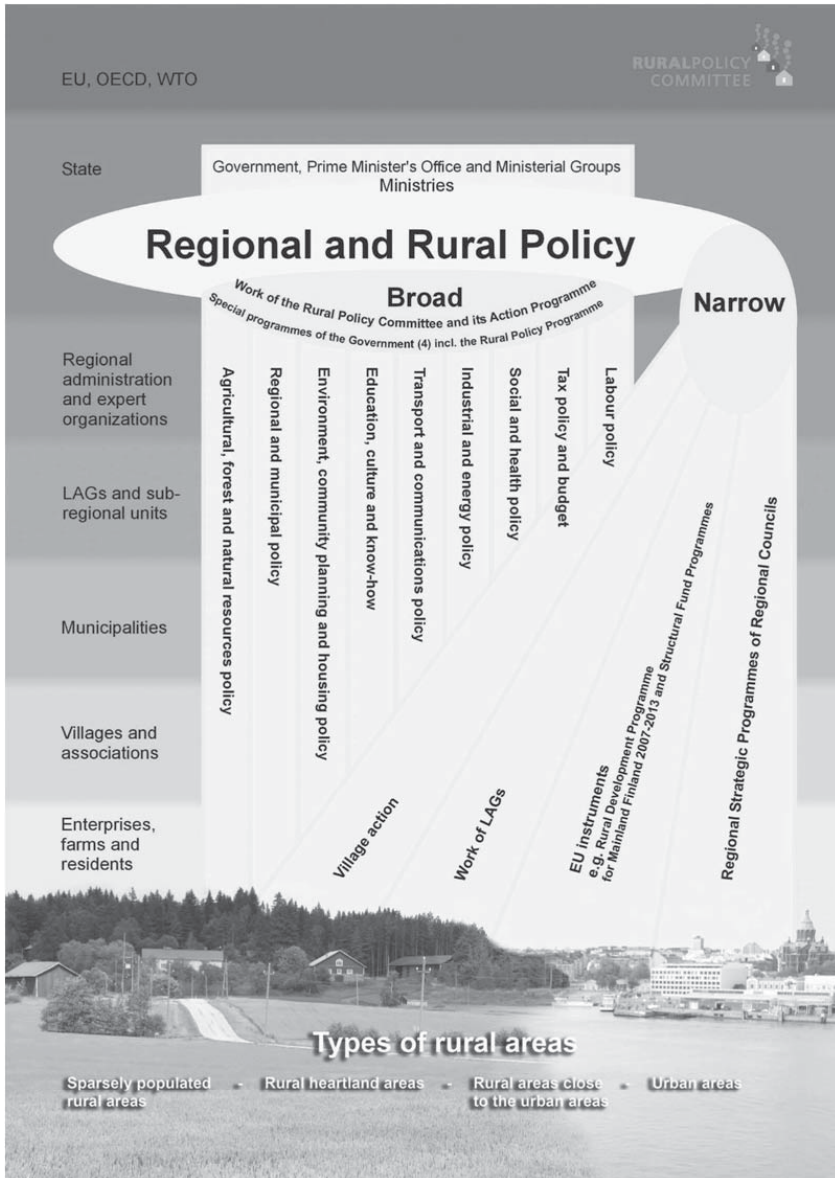 EU, OECD, WTO
RURALPOLICY
COMMITTEE
State
Government, Prime Minister's Office and Ministerial Groups
Ministries
Regional and Rural Policy
Broad
Work of the Rural Policy Committee and its Action Programme
Special programmes of the Government (4) incl. the Rural Policy Programme
Narrow
Regional
administration
and expert
organizations
LAGs and sub-
regional units
Municipalities
Villages and
associations
Enterprises,
farms and
residents
Agricultural, forest and natural resources policy
Regional and municipal policy
Environment, community planning and housing policy
Education, culture and know-how
Transport and communications policy
Industrial and energy policy
Social and health policy
Tax policy and budget
Labour policy
Village action
Work of LAGs
EU instruments
e.g. Rural Development Programme
for Mainland Finland 2007-2013 and Structural Fund Programmes
Regional Strategic Programmes of Regional Councils
Types of rural areas
Sparsely populated
rural areas
- Rural heartland areas -
Rural areas close
to the urban areas
- Urban areas